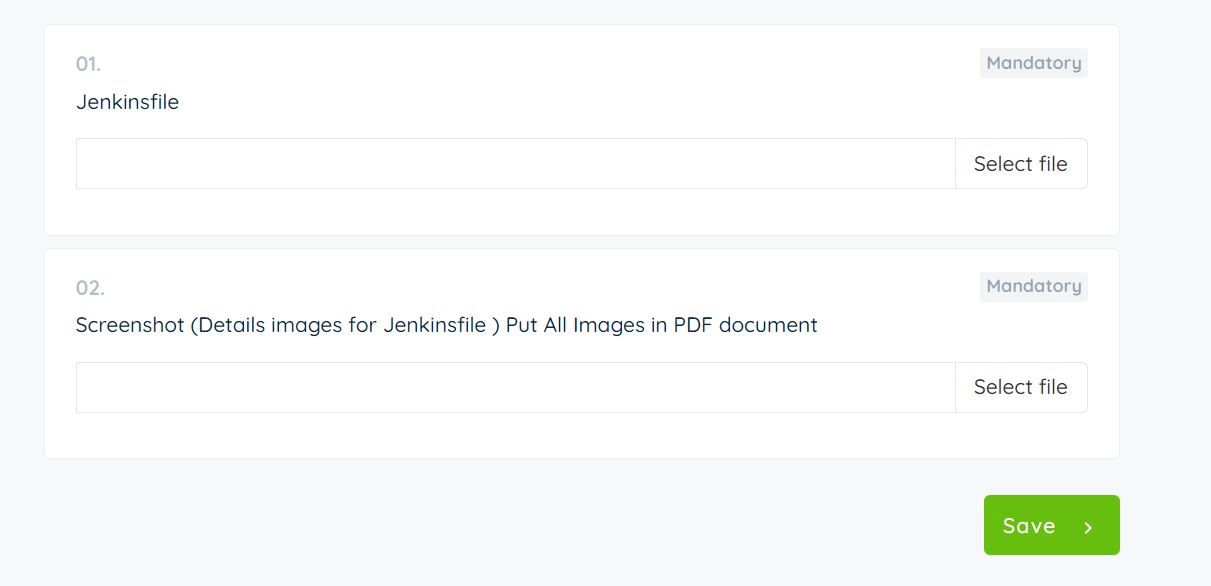 01.
Mandatory
Jenkinsfile
Select file
02.
Mandatory
Screenshot (Details images for Jenkinsfile ) Put All Images in PDF document
Select file
Save